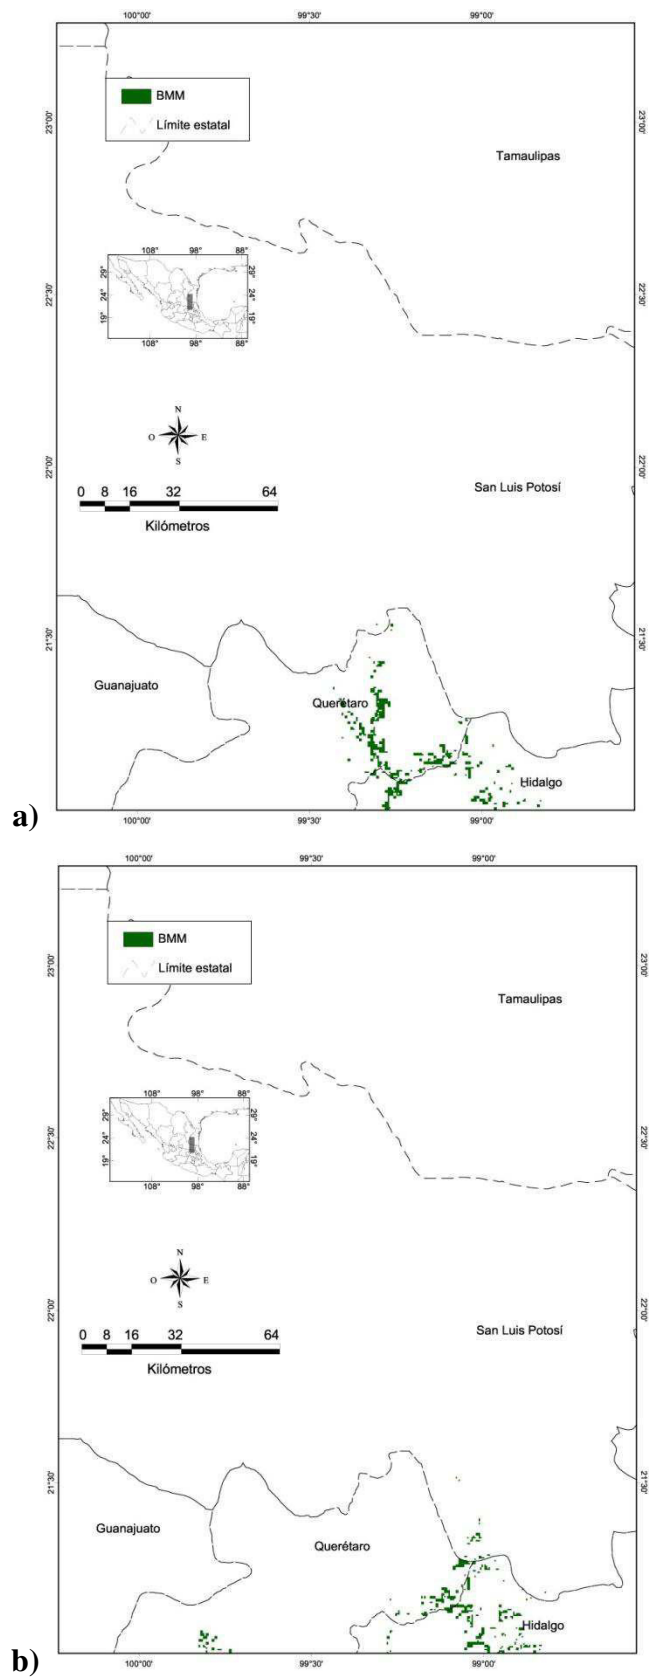 100°00'
99°30'
99°00'
BMM
Límite estatal
23°00'
23°00'
Tamaulipas
108°
98°
88°
29°
29°
24°
24°
19°
19°
108°
98°
88°
22°30'
22°30'
N
O
E
S
22°00'
22°00'
San Luis Potosí
0 8 16 32 64
Kilómetros
21°30'
21°30'
Guanajuato
Querétaro
Hidalgo
a)
100°00'
99°30'
99°00'
100°00'
99°30'
99°00'
BMM
Límite estatal
23°00'
23°00'
Tamaulipas
108°
98°
88°
29°
29°
24°
24°
19°
19°
108°
98°
88°
22°30'
22°30'
N
O
E
S
22°00'
22°00'
San Luis Potosí
0 8 16 32 64
Kilómetros
21°30'
21°30'
Guanajuato
Querétaro
Hidalgo
b)
100°00'
99°30'
99°00'